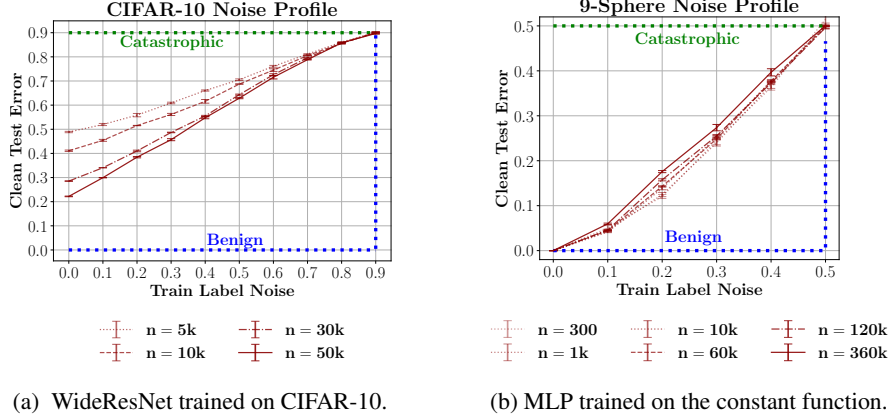 CIFAR-10 Noise Profile
Clean Test Error
0.9
0.8
0.7
0.6
0.5
0.4
0.3
0.2
0.1
0.0
Catastrophic
Benign
0.0 0.1 0.2 0.3 0.4 0.5 0.6 0.7 0.8 0.9
Train Label Noise
n = 5k n = 30k
n = 10k n = 50k
(a) WideResNet trained on CIFAR-10.
9-Sphere Noise Profile
Clean Test Error
0.5
0.4
0.3
0.2
0.1
0.0
Catastrophic
Benign
0.0 0.1 0.2 0.3 0.4 0.5
Train Label Noise
n = 300 n = 10k n = 120k
n = 1k n = 60k n = 360k
(b) MLP trained on the constant function.